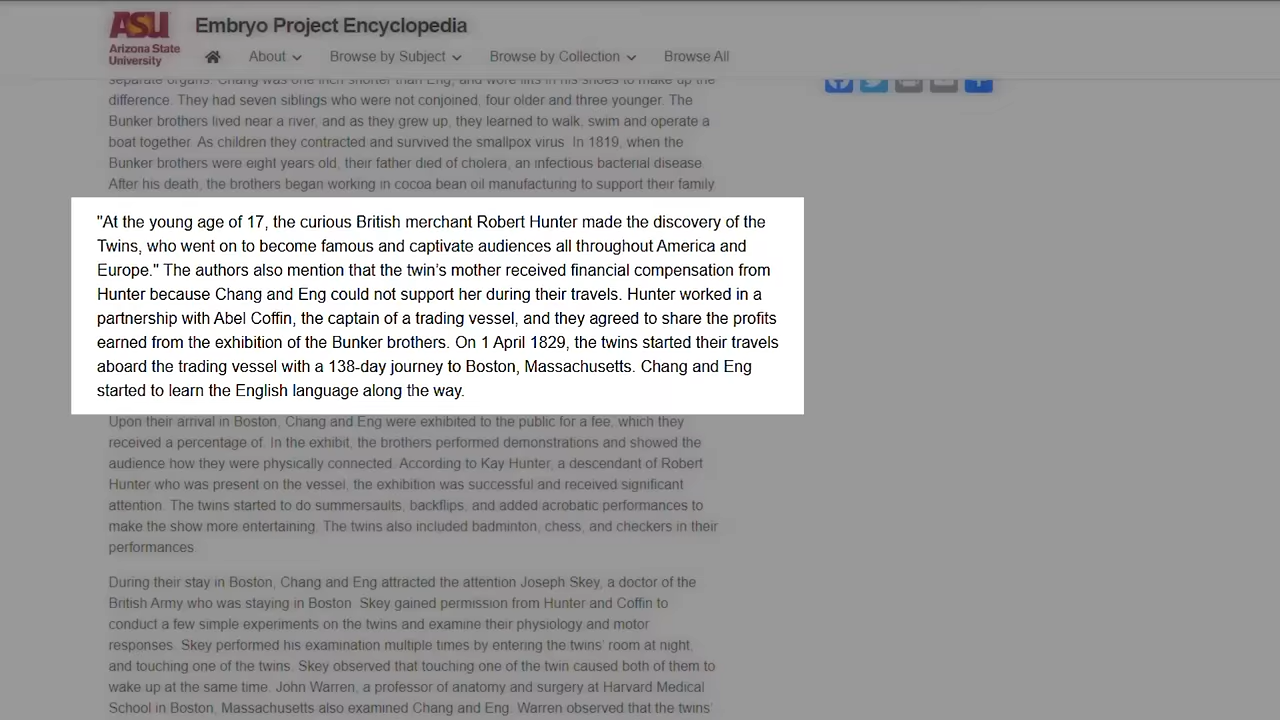 ASU
Arizona State
University
Embryo Project Encyclopedia
About
Browse by Subject
Browse by Collection
Browse All
separate organs. Chang was one inch shorter than Eng, and wore lifts in his shoes to make up the
difference. They had seven siblings who were not conjoined, four older and three younger. The
Bunker brothers lived near a river, and as they grew up, they learned to walk, swim and operate a
boat together. As children they contracted and survived the smallpox virus. In 1819, when the
Bunker brothers were eight years old, their father died of cholera, an infectious bacterial disease.
After his death, the brothers began working in cocoa bean oil manufacturing to support their family
"At the young age of 17, the curious British merchant Robert Hunter made the discovery of the
Twins, who went on to become famous and captivate audiences all throughout America and
Europe." The authors also mention that the twin's mother received financial compensation from
Hunter because Chang and Eng could not support her during their travels. Hunter worked in a
partnership with Abel Coffin, the captain of a trading vessel, and they agreed to share the profits
earned from the exhibition of the Bunker brothers. On 1 April 1829, the twins started their travels
aboard the trading vessel with a 138-day journey to Boston, Massachusetts. Chang and Eng
started to learn the English language along the way.
Upon their arrival in Boston, Chang and Eng were exhibited to the public for a fee, which they
received a percentage of. In the exhibit, the brothers performed demonstrations and showed the
audience how they were physically connected. According to Kay Hunter, a descendant of Robert
Hunter who was present on the vessel, the exhibition was successful and received significant
attention. The twins started to do summersaults, backflips, and added acrobatic performances to
make the show more entertaining. The twins also included badminton, chess, and checkers in their
performances.
During their stay in Boston, Chang and Eng attracted the attention Joseph Skey, a doctor of the
British Army who was staying in Boston. Skey gained permission from Hunter and Coffin to
conduct a few simple experiments on the twins and examine their physiology and motor
responses. Skey performed his examination multiple times by entering the twins' room at night,
and touching one of the twins. Skey observed that touching one of the twin caused both of them to
wake up at the same time. John Warren, a professor of anatomy and surgery at Harvard Medical
School in Boston, Massachusetts also examined Chang and Eng. Warren observed that the twins'